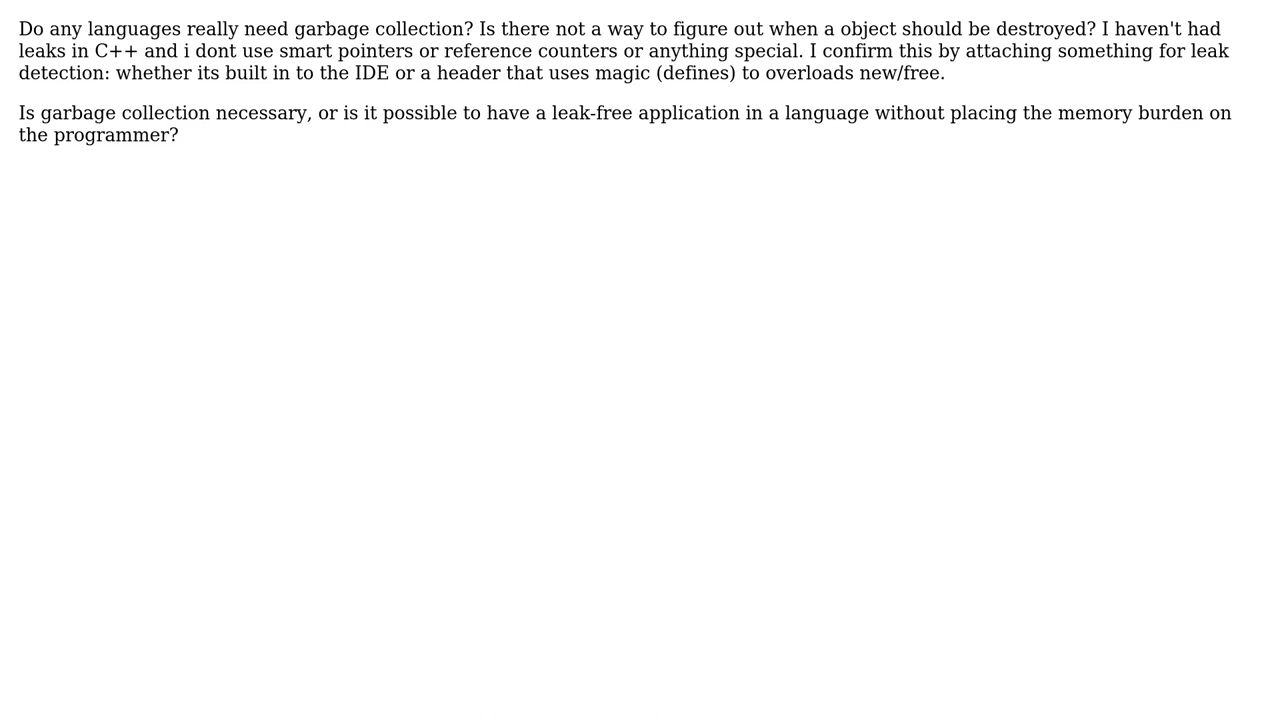 Do any languages really need garbage collection? Is there not a way to figure out when a object should be destroyed? I haven't had
leaks in C++ and i dont use smart pointers or reference counters or anything special. I confirm this by attaching something for leak
detection: whether its built in to the IDE or a header that uses magic (defines) to overloads new/free.
Is garbage collection necessary, or is it possible to have a leak-free application in a language without placing the memory burden on
the programmer?